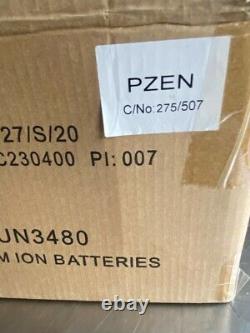 PZEN
C/No: 275/507
27/S/20
C230400 PI: 007
UN3480
M ION BATTERIES
ebay